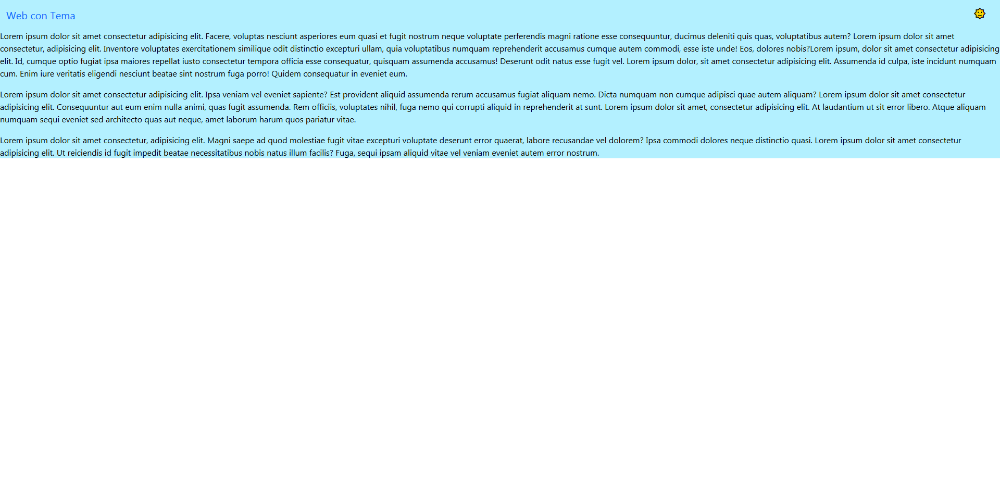 Web con Tema
Lorem ipsum dolor sit amet consectetur adipisicing elit. Facere, voluptas nesciunt asperiores eum quasi et fugit nostrum neque voluptate perferendis magni ratione esse consequuntur, ducimus deleniti quis quas, voluptatibus autem? Lorem ipsum dolor sit amet
consectetur, adipisicing elit. Inventore voluptates exercitationem similique odit distinctio excepturi ullam, quia voluptatibus numquam reprehenderit accusamus cumque autem commodi, esse iste unde! Eos, dolores nobis?Lorem ipsum, dolor sit amet consectetur adipisicing
elit. Id, cumque optio fugiat ipsa maiores repellat iusto consectetur tempora officia esse consequatur, quisquam assumenda accusamus! Deserunt odit natus esse fugit vel. Lorem ipsum dolor, sit amet consectetur adipisicing elit. Assumenda id culpa, iste incidunt numquam
cum. Enim iure veritatis eligendi nesciunt beatae sint nostrum fuga porro! Quidem consequatur in eveniet eum.
Lorem ipsum dolor sit amet consectetur adipisicing elit. Ipsa veniam vel eveniet sapiente? Est provident aliquid assumenda rerum accusamus fugiat aliquam nemo. Dicta numquam non cumque adipisci quae autem aliquam? Lorem ipsum dolor sit amet consectetur
adipisicing elit. Consequuntur aut eum enim nulla animi, quas fugit assumenda. Rem officiis, voluptates nihil, fuga nemo qui corrupti aliquid in reprehenderit at sunt. Lorem ipsum dolor sit amet, consectetur adipisicing elit. At laudantium ut sit error libero. Atque aliquam
numquam sequi eveniet sed architecto quas aut neque, amet laborum harum quos pariatur vitae.
Lorem ipsum dolor sit amet consectetur, adipisicing elit. Magni saepe ad quod molestiae fugit vitae excepturi voluptate deserunt error quaerat, labore recusandae vel dolorem? Ipsa commodi dolores neque distinctio quasi. Lorem ipsum dolor sit amet consectetur
adipisicing elit. Ut reiciendis id fugit impedit beatae necessitatibus nobis natus illum facilis? Fuga, sequi ipsam aliquid vitae vel veniam eveniet autem error nostrum.